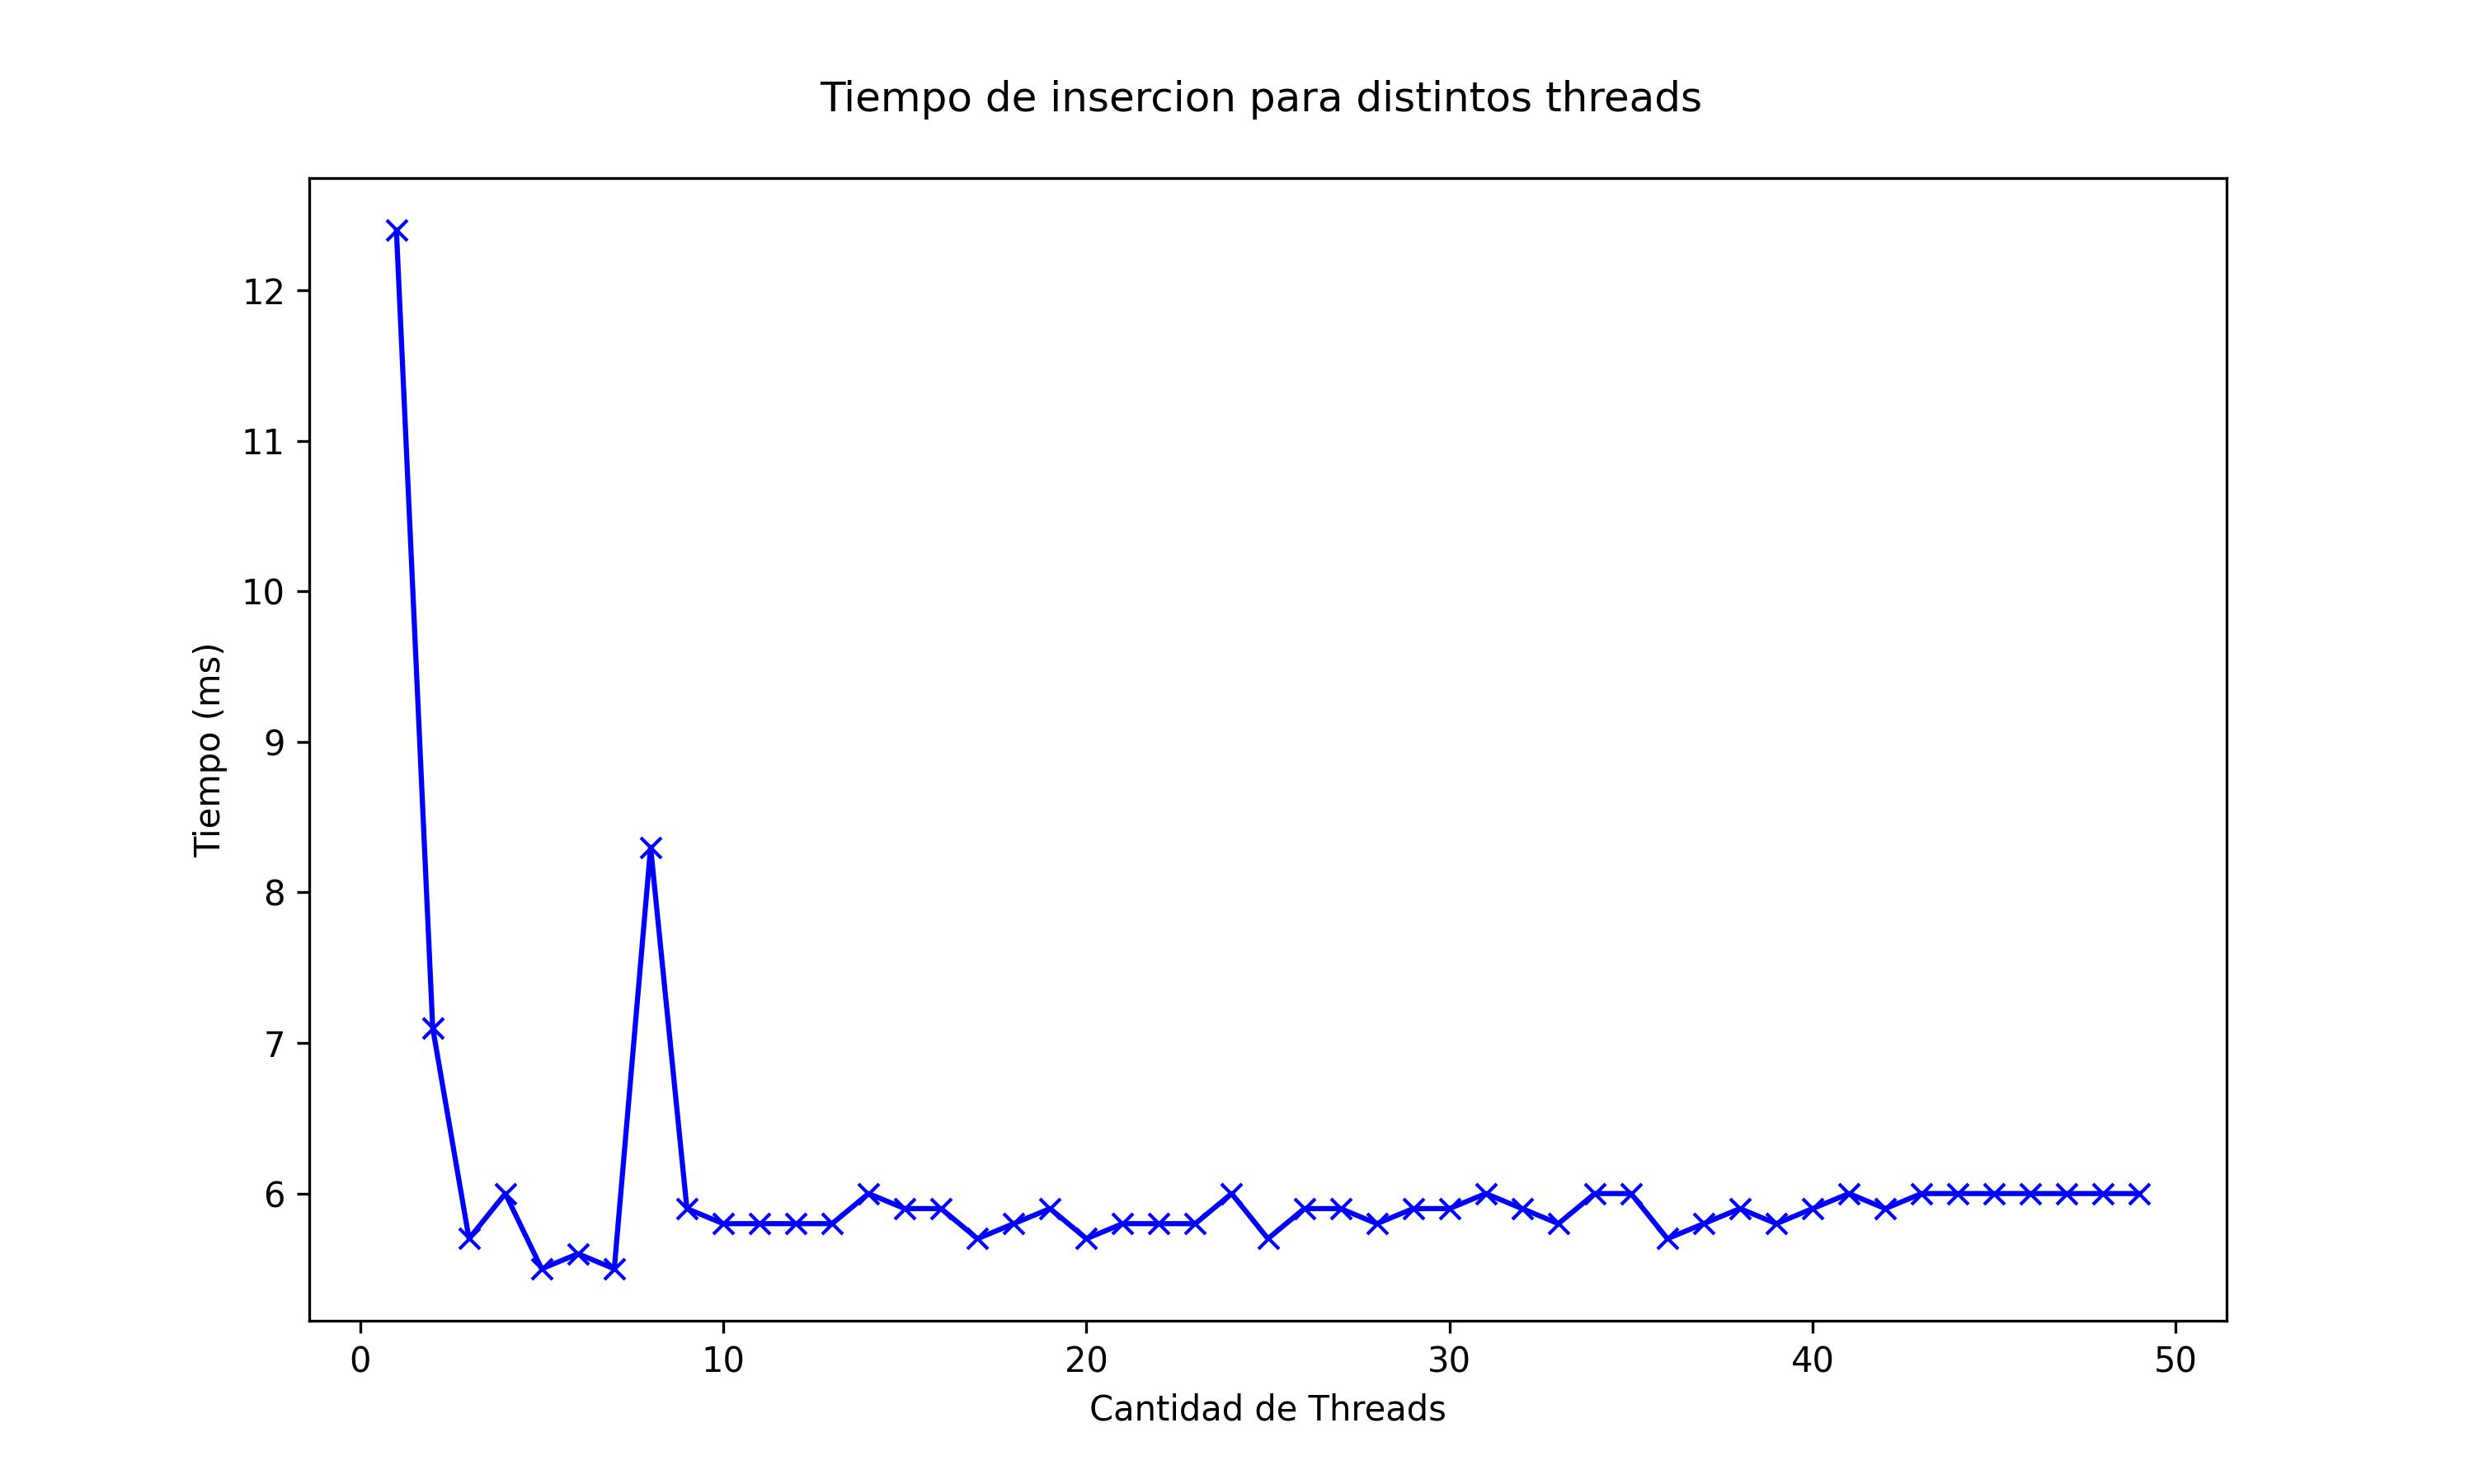 Tiempo de insercion para distintos threads
Tiempo (ms)
12
11
10
9
8
7
6
0 10 20 30 40 50
Cantidad de Threads